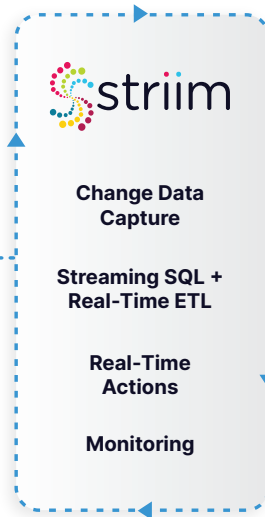 striim
Change Data
Capture
Streaming SQL +
Real-Time ETL
Real-Time
Actions
Monitoring